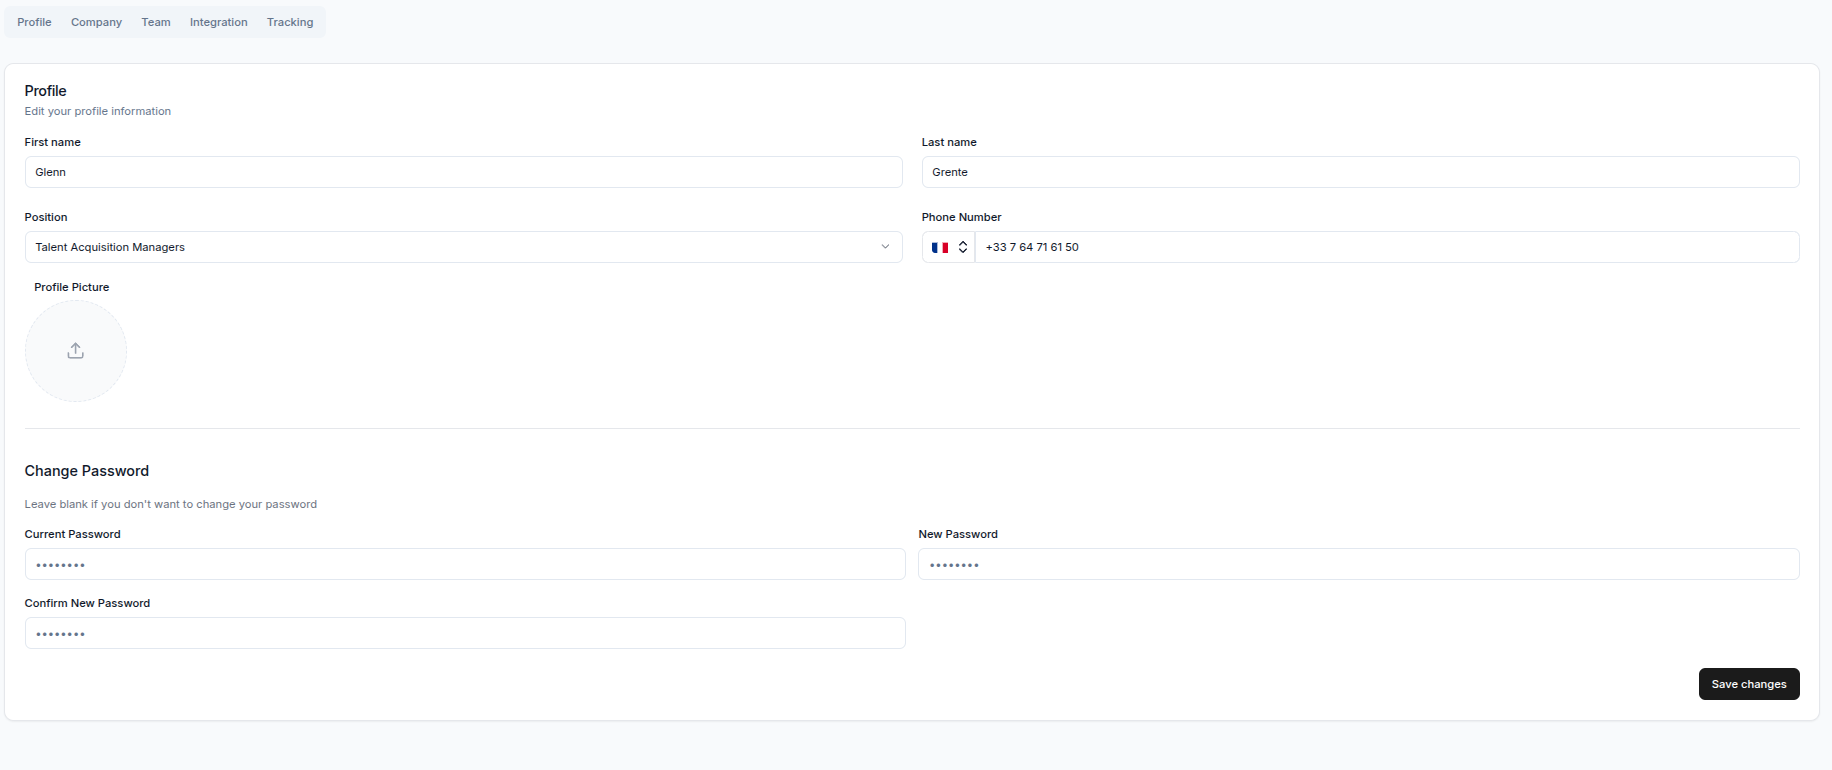 Profile Company Team Integration Tracking
Profile
Edit your profile information
First name
Glenn
Last name
Grente
Position
Talent Acquisition Managers
Phone Number
+33 7 64 71 61 50
Profile Picture
Change Password
Leave blank if you don't want to change your password
Current Password
••••••••
New Password
••••••••
Confirm New Password
••••••••
Save changes